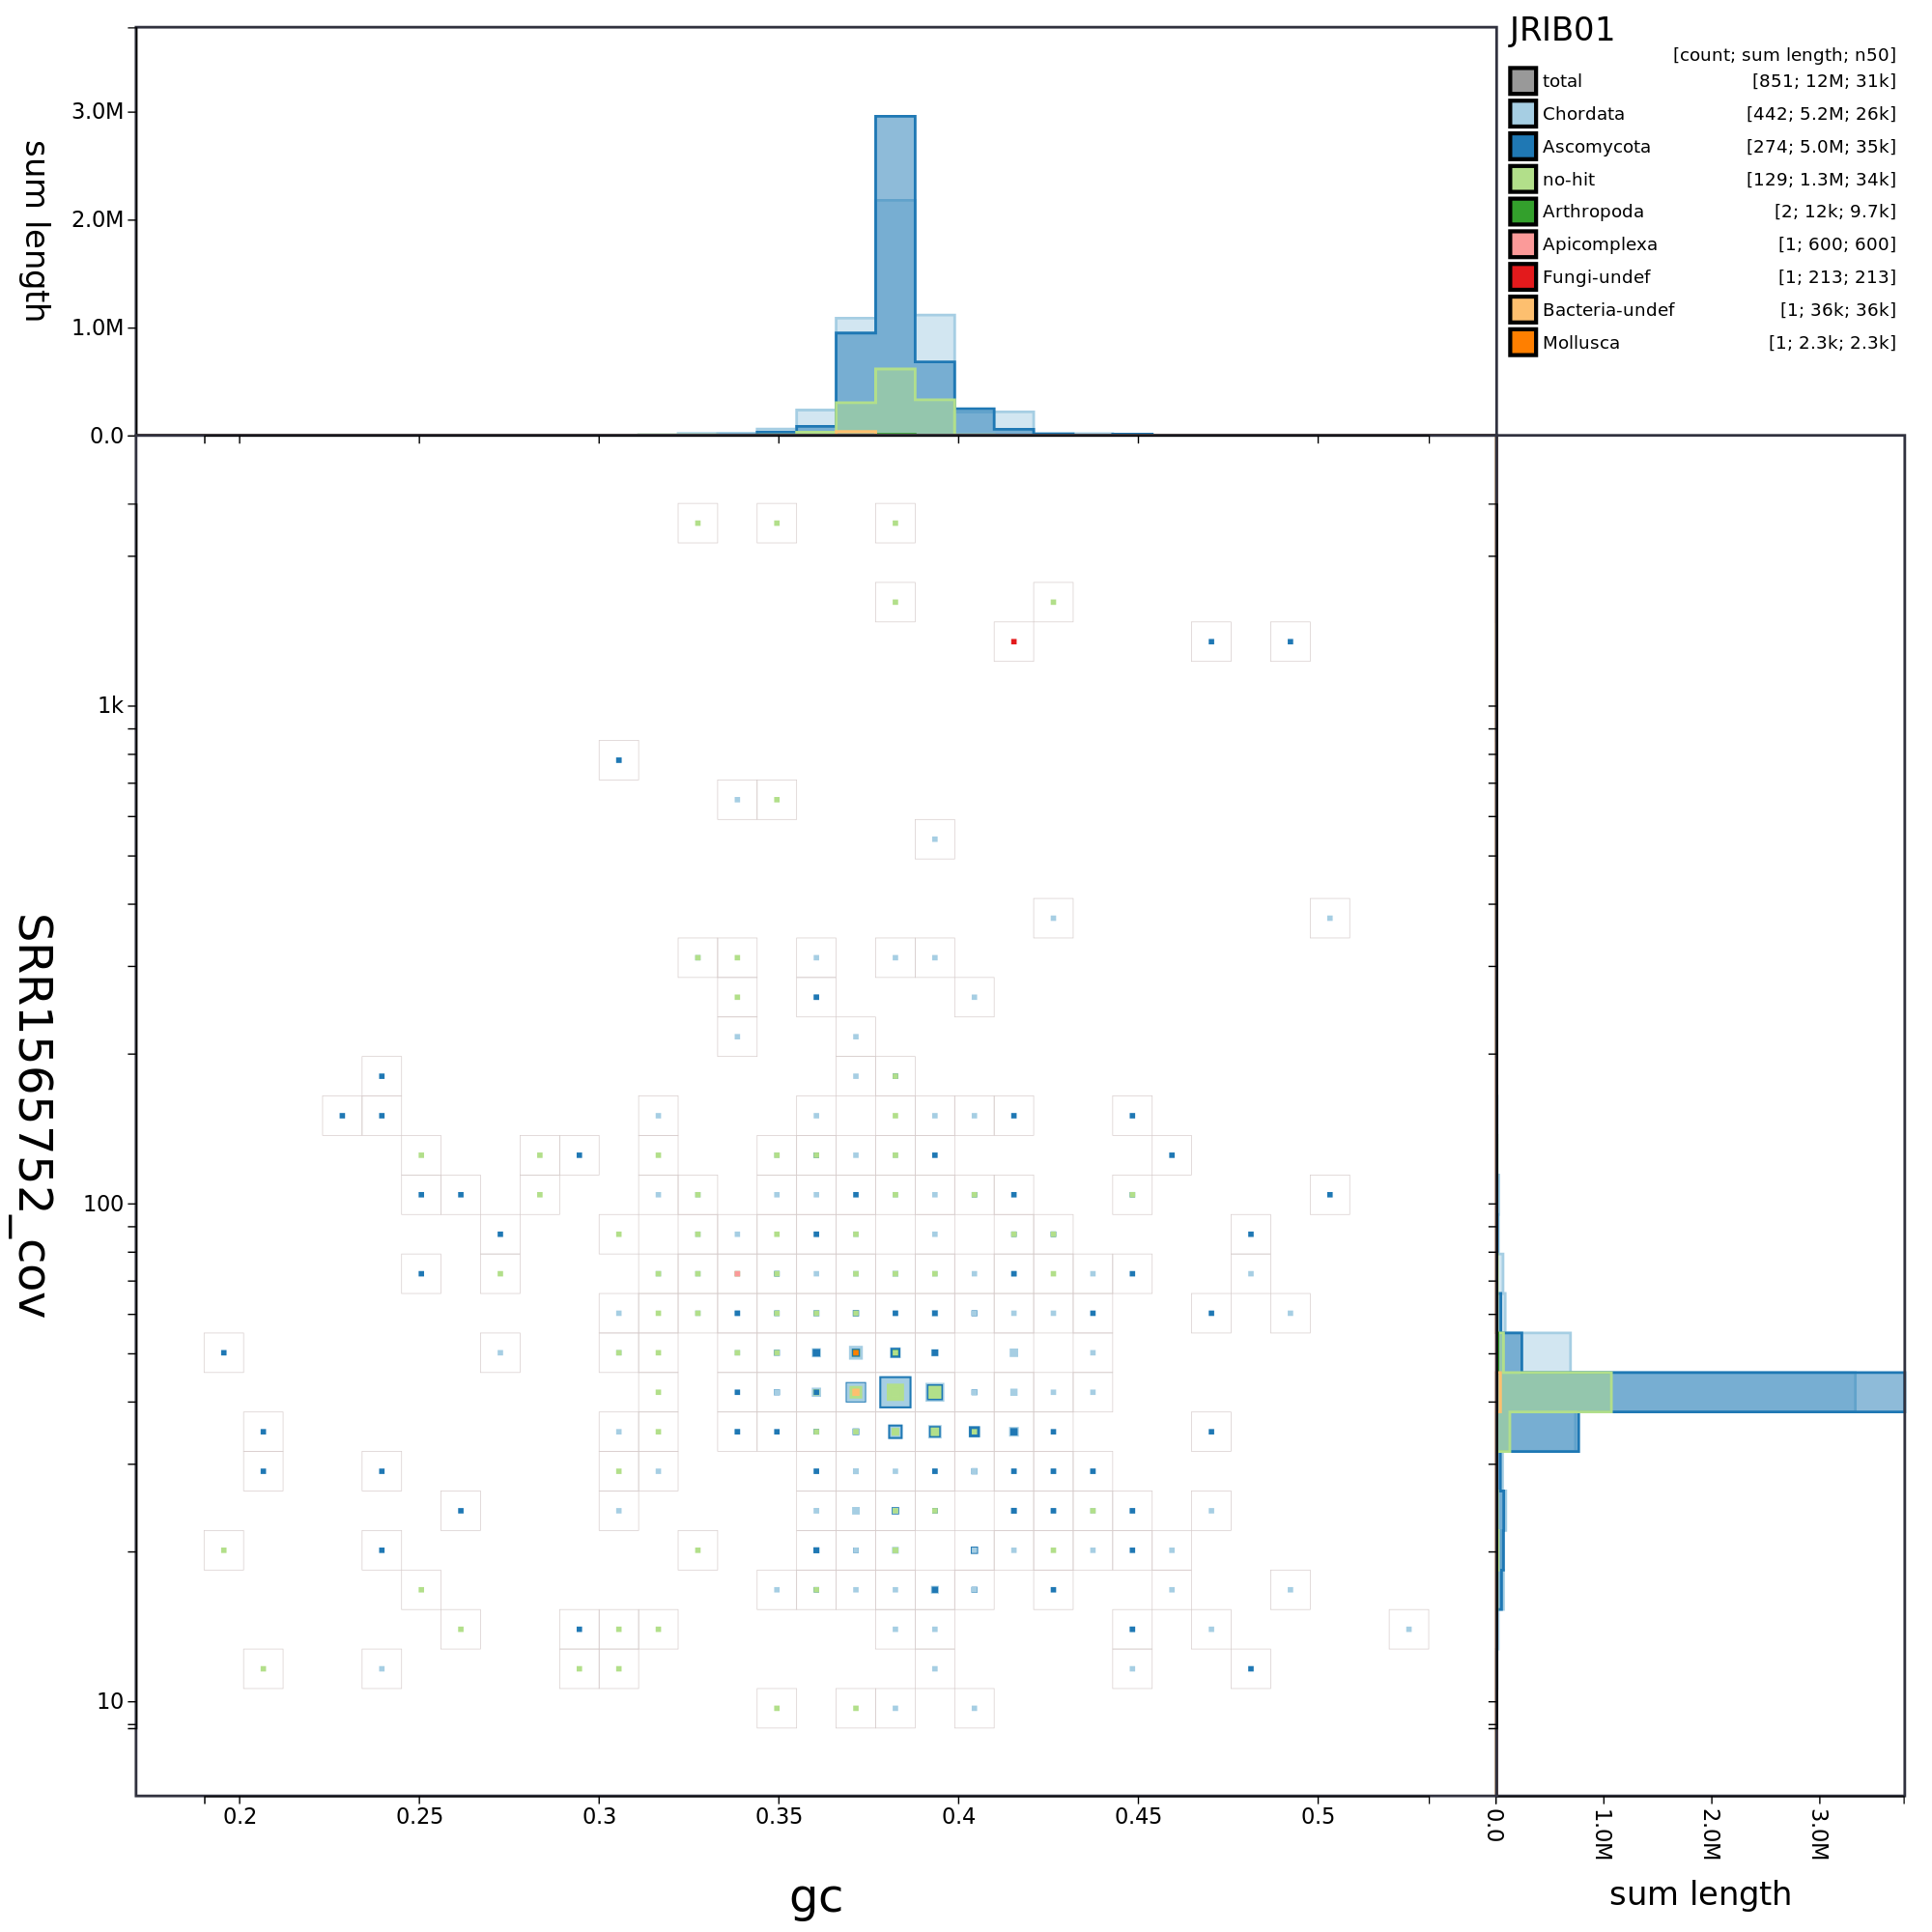 JRIB01
[count; sum length; n50]
total [851; 12M; 31k]
Chordata [442; 5.2M; 26k]
Ascomycota [274; 5.0M; 35k]
no-hit [129; 1.3M; 34k]
Arthropoda [2; 12k; 9.7k]
Apicomplexa [1; 600; 600]
Fungi-undef [1; 213; 213]
Bacteria-undef [1; 36k; 36k]
Mollusca [1; 2.3k; 2.3k]
sum length
3.0M
2.0M
1.0M
0.0
SRR1565752_cov
1k
100
10
0.2 0.25 0.3 0.35 0.4 0.45 0.5
gc
0.0 1.0M 2.0M 3.0M
sum length